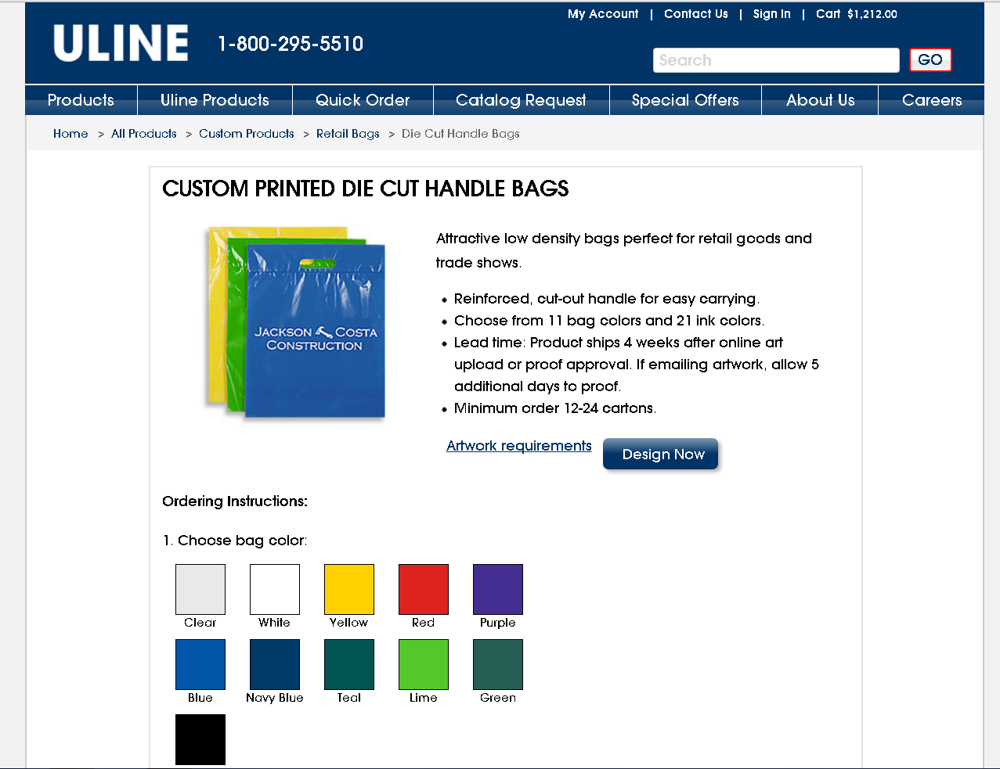 My Account | Contact Us | Sign In | Cart $1,212.00
ULINE 1-800-295-5510
Search GO
Products Uline Products Quick Order Catalog Request Special Offers About Us Careers
Home > All Products > Custom Products > Retail Bags > Die Cut Handle Bags
CUSTOM PRINTED DIE CUT HANDLE BAGS
JACKSON COSTA
CONSTRUCTION
Attractive low density bags perfect for retail goods and
trade shows.
• Reinforced, cut-out handle for easy carrying.
• Choose from 11 bag colors and 21 ink colors.
• Lead time: Product ships 4 weeks after online art
upload or proof approval. If emailing artwork, allow 5
additional days to proof.
• Minimum order 12-24 cartons.
Artwork requirements Design Now
Ordering Instructions:
1. Choose bag color:
Clear White Yellow Red Purple
Blue Navy Blue Teal Lime Green